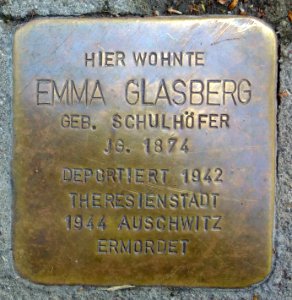 HIER WOHNTE
EMMA GLASBERG
GEB. SCHULHÖFER
JG. 1874
DEPORTIERT 1942
THERESIENSTADT
1944 AUSCHWITZ
ERMORDET